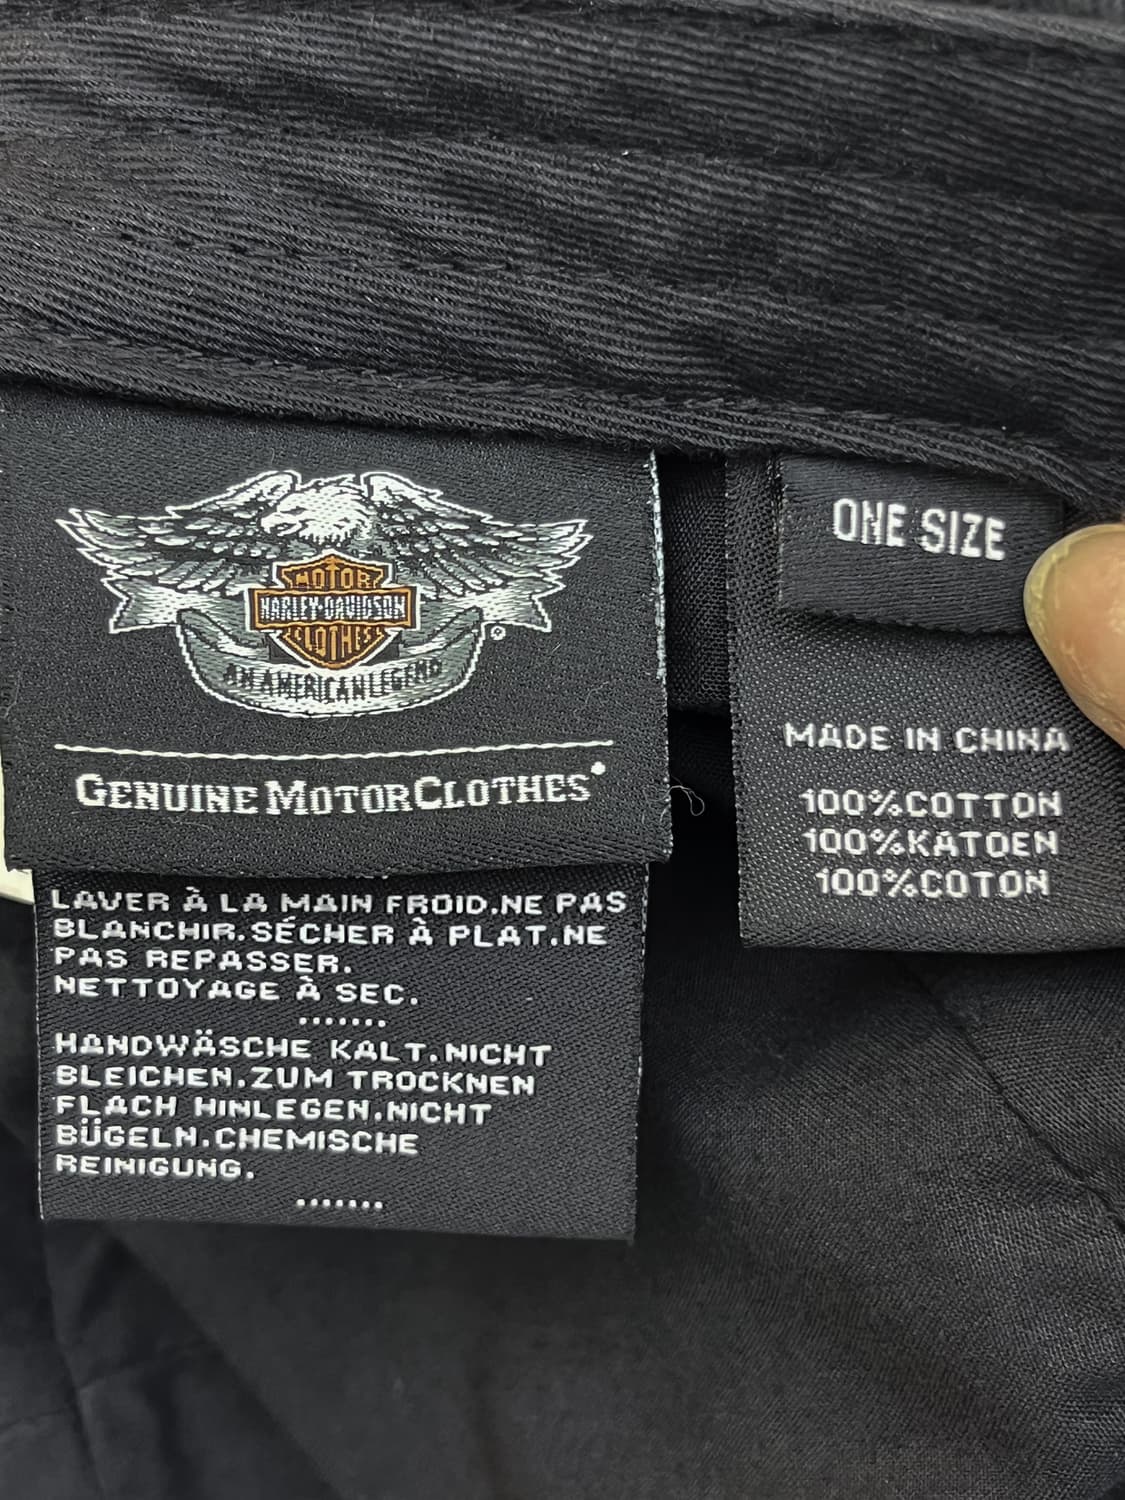 MOTOR
HARLEY-DAVIDSON
CLOTHES
®
AN AMERICAN LEGEND
GENUINE MOTORCLOTHES®
LAVER À LA MAIN FROID.NE PAS
BLANCHIR.SÉCHER À PLAT.NE
PAS REPASSER.
NETTOYAGE À SEC.
.......
HANDWÄSCHE KALT.NICHT
BLEICHEN.ZUM TROCKNEN
FLACH HINLEGEN.NICHT
BÜGELN.CHEMISCHE
REINIGUNG.
.......
ONE SIZE
MADE IN CHINA
100%COTTON
100%KATOEN
100%COTON